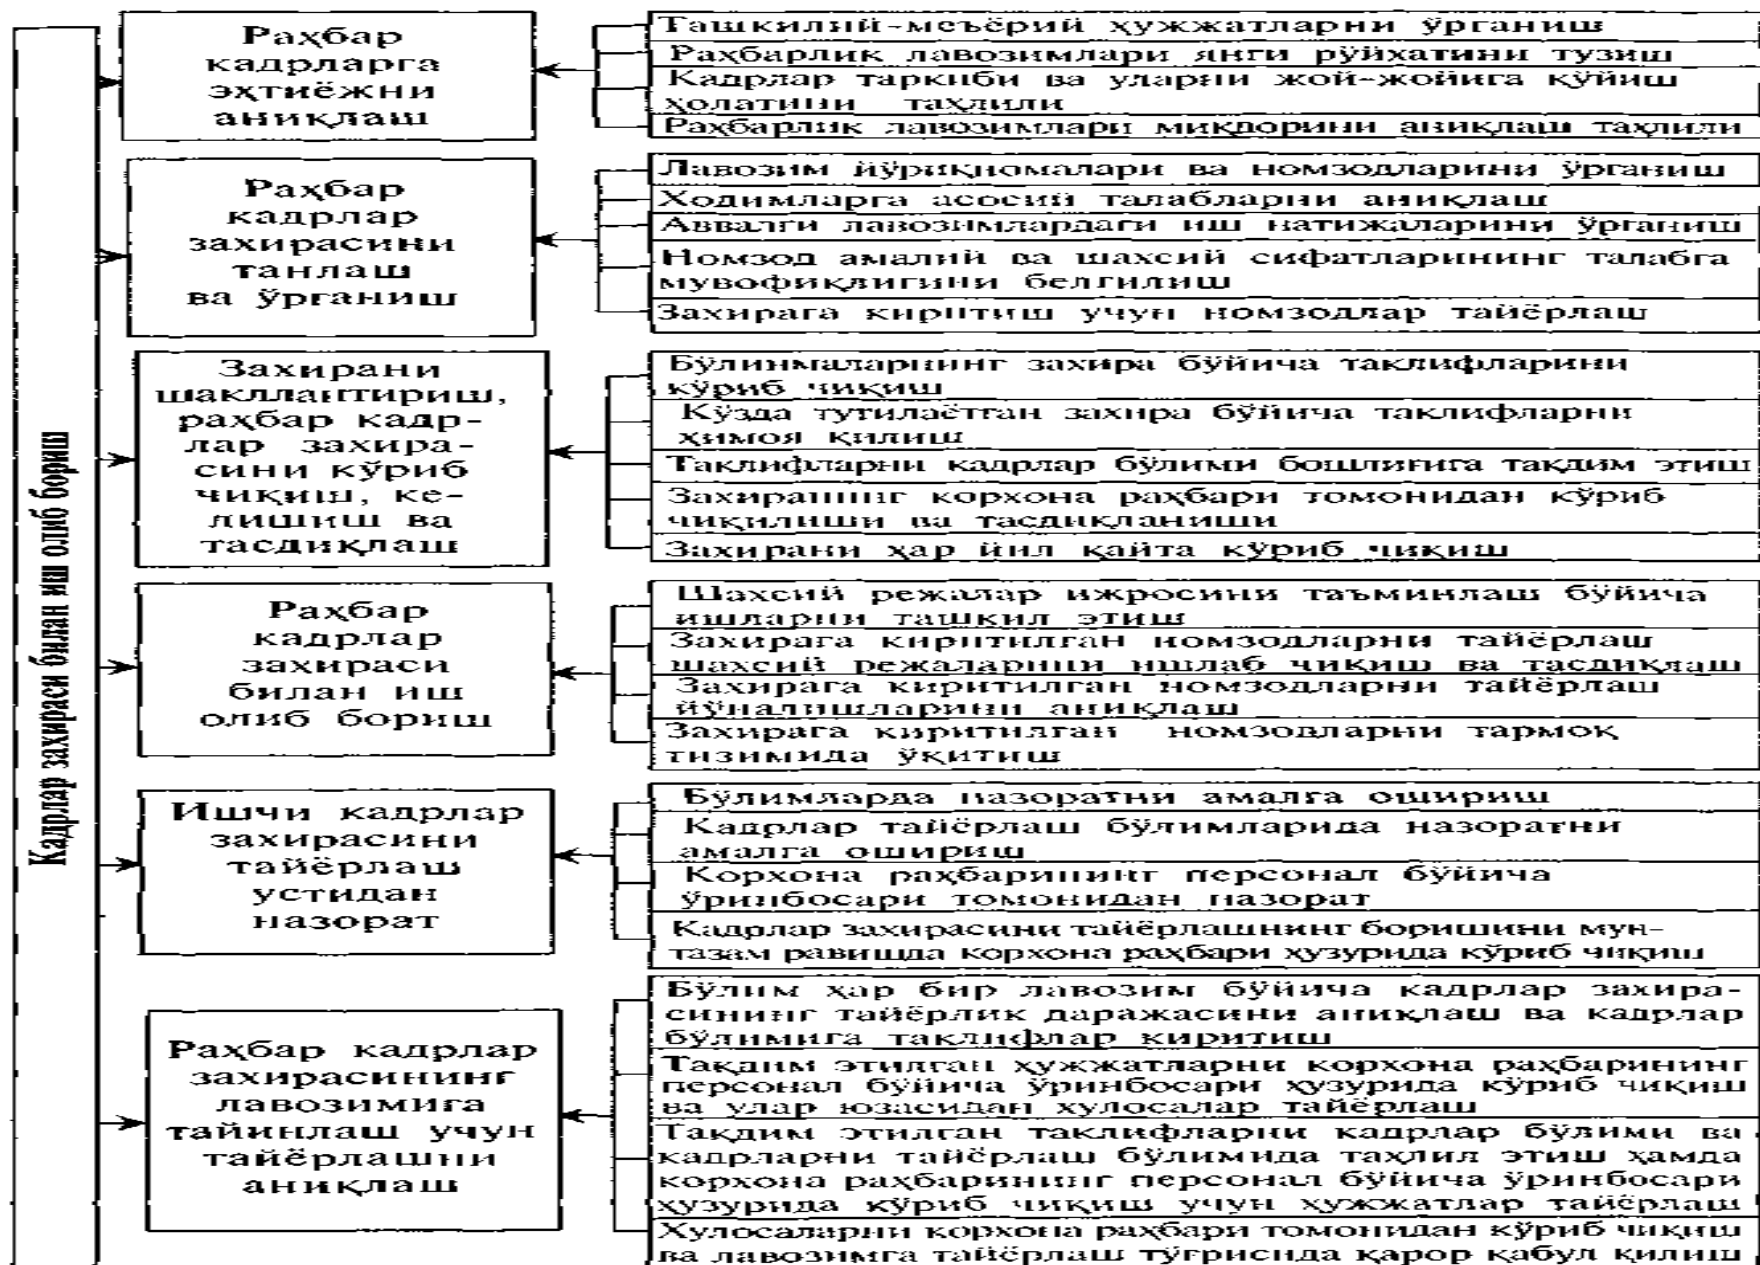 Кадрлар захираси билан иш олиб бориш
Раҳбар
кадрларга
эҳтиёжни
аниқлаш
Ташкилий-меъёрий ҳужжатларни ўрганиш
Раҳбарлик лавозимлари янги рўйхатини тузиш
Кадрлар таркиби ва уларни жой-жойига қўйиш
ҳолатини таҳлили
Раҳбарлик лавозимлари миқдорини аниқлаш таҳлили
Раҳбар
кадрлар
захирасини
танлаш
ва ўрганиш
Лавозим йўриқномалари ва номзодларини ўрганиш
Ходимларга асосий талабларни аниқлаш
Аввалги лавозимлардаги иш натижаларини ўрганиш
Номзод амалий ва шахсий сифатларининг талабга
мувофиқлигини белгилиш
Захирага киритиш учун номзодлар тайёрлаш
Захирани
шакллантириш,
раҳбар кадр-
лар захира-
сини кўриб
чиқиш, ке-
лишиш ва
тасдиқлаш
Бўлинмаларнинг захира бўйича таклифларини
кўриб чиқиш
Кўзда тутилаётган захира бўйича таклифларни
ҳимоя қилиш
Таклифларни кадрлар бўлими бошлиғига тақдим этиш
Захиранинг корхона раҳбари томонидан кўриб
чиқилиши ва тасдиқланиши
Захирани ҳар йил қайта кўриб чиқиш
Раҳбар
кадрлар
захираси
билан иш
олиб бориш
Шахсий режалар ижросини таъминлаш бўйича
ишларни ташкил этиш
Захирага киритилган номзодларни тайёрлаш
шахсий режаларини ишлаб чиқиш ва тасдиқлаш
Захирага киритилган номзодларни тайёрлаш
йўналишларини аниқлаш
Захирага киритилган номзодларни тармоқ
тизимида ўқитиш
Ишчи кадрлар
захирасини
тайёрлаш
устидан
назорат
Бўлимларда назоратни амалга ошириш
Кадрлар тайёрлаш бўлимларида назоратни
амалга ошириш
Корхона раҳбарининг персонал бўйича
ўринбосари томонидан назорат
Кадрлар захирасини тайёрлашнинг боришини мун-
тазам равишда корхона раҳбари ҳузурида кўриб чиқиш
Раҳбар кадрлар
захирасининг
лавозимига
тайинлаш учун
тайёрлашни
аниқлаш
Бўлим ҳар бир лавозим бўйича кадрлар захира-
сининг тайёрлик даражасини аниқлаш ва кадрлар
бўлимига таклифлар киритиш
Тақдим этилган ҳужжатларни корхона раҳбарининг
персонал бўйича ўринбосари ҳузурида кўриб чиқиш
ва улар юзасидан хулосалар тайёрлаш
Тақдим этилган таклифларни кадрлар бўлими ва
кадрларни тайёрлаш бўлимида таҳлил этиш ҳамда
корхона раҳбарининг персонал бўйича ўринбосари
ҳузурида кўриб чиқиш учун ҳужжатлар тайёрлаш
Хулосаларни корхона раҳбари томонидан кўриб чиқиш
ва лавозимга тайёрлаш тўғрисида қарор қабул қилиш